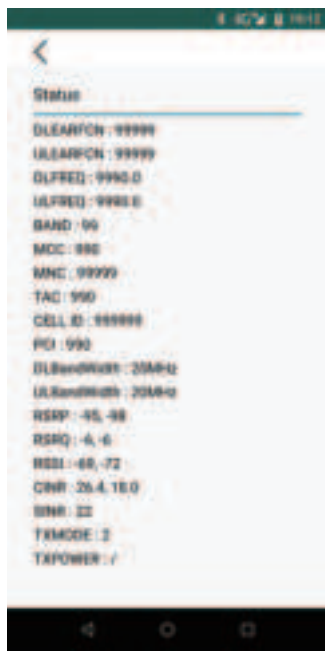 Status
DLEARFCN : 99999
ULEARFCN : 99999
DLFREQ : 9990.0
ULFREQ : 9990.0
BAND : 99
MCC : 990
MNC : 99999
TAC : 990
CELL ID : 999999
PCI : 990
DLBandWidth : 20MHz
ULBandWidth : 20MHz
RSRP : -95, -98
RSRQ : -6, -6
RSSI : -69, -72
CINR : 26.4, 18.0
SINR : 22
TXMODE : 2
TXPOWER : /